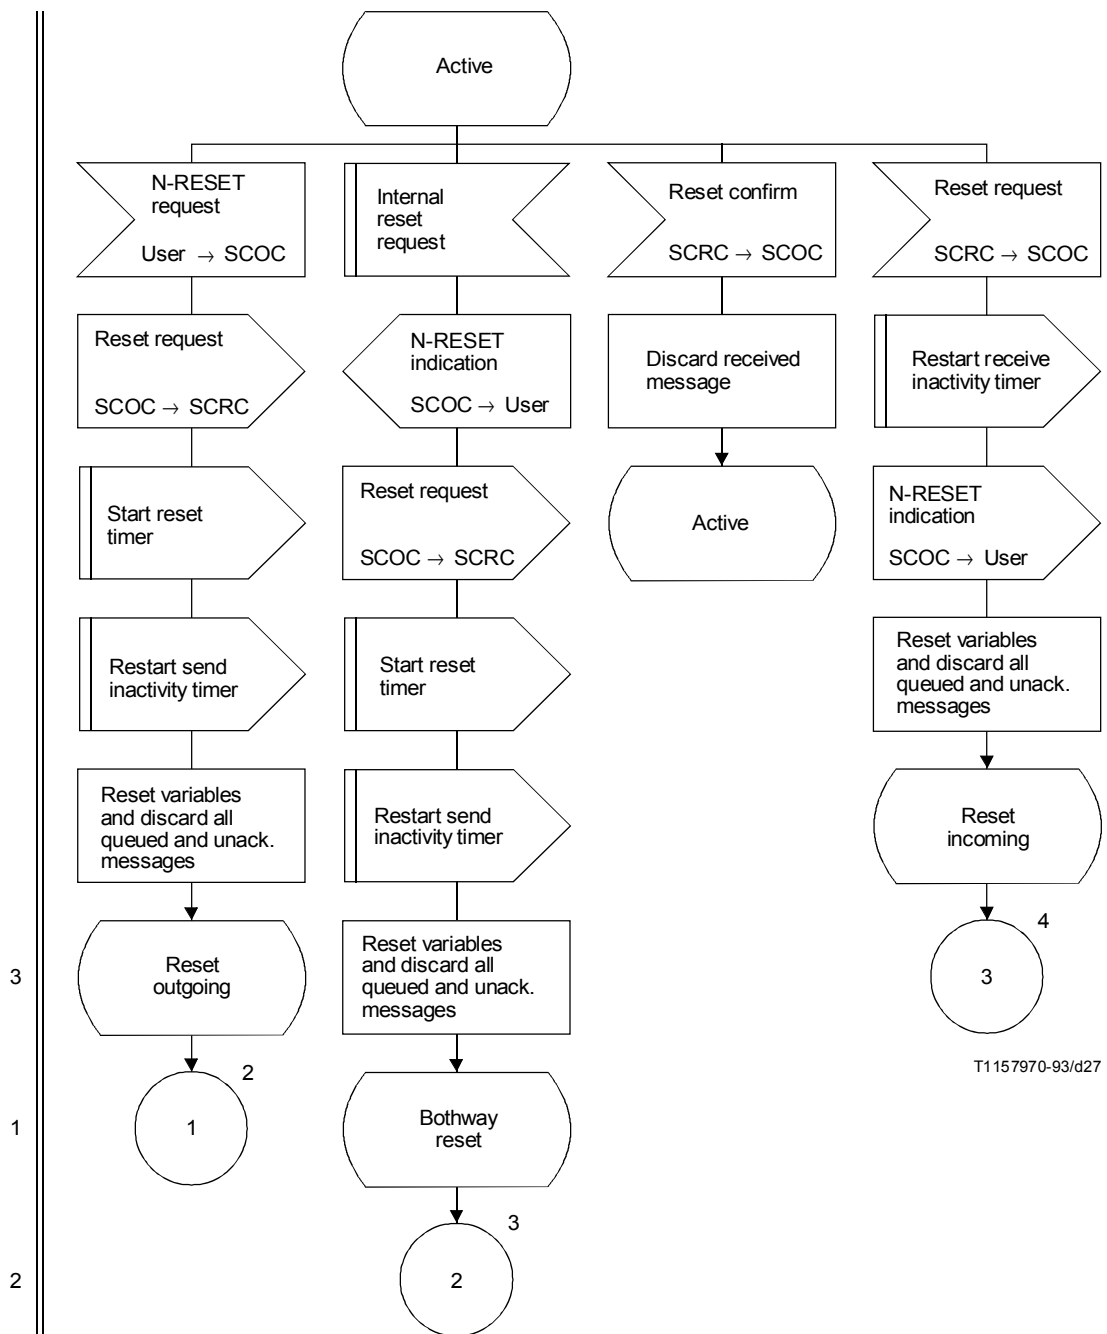 Active
N-RESET
request
User → SCOC
Internal
reset
request
Reset confirm
SCRC → SCOC
Reset request
SCRC → SCOC
Reset request
SCOC → SCRC
N-RESET
indication
SCOC → User
Discard received
message
Restart receive
inactivity timer
Start reset
timer
Reset request
SCOC → SCRC
Active
N-RESET
indication
SCOC → User
Restart send
inactivity timer
Start reset
timer
Reset variables
and discard all
queued and unack.
messages
Reset variables
and discard all
queued and unack.
messages
Restart send
inactivity timer
Reset
incoming
3
Reset
outgoing
Reset variables
and discard all
queued and unack.
messages
4
3
T1157970-93/d27
1
2
1
Bothway
reset
2
3
2